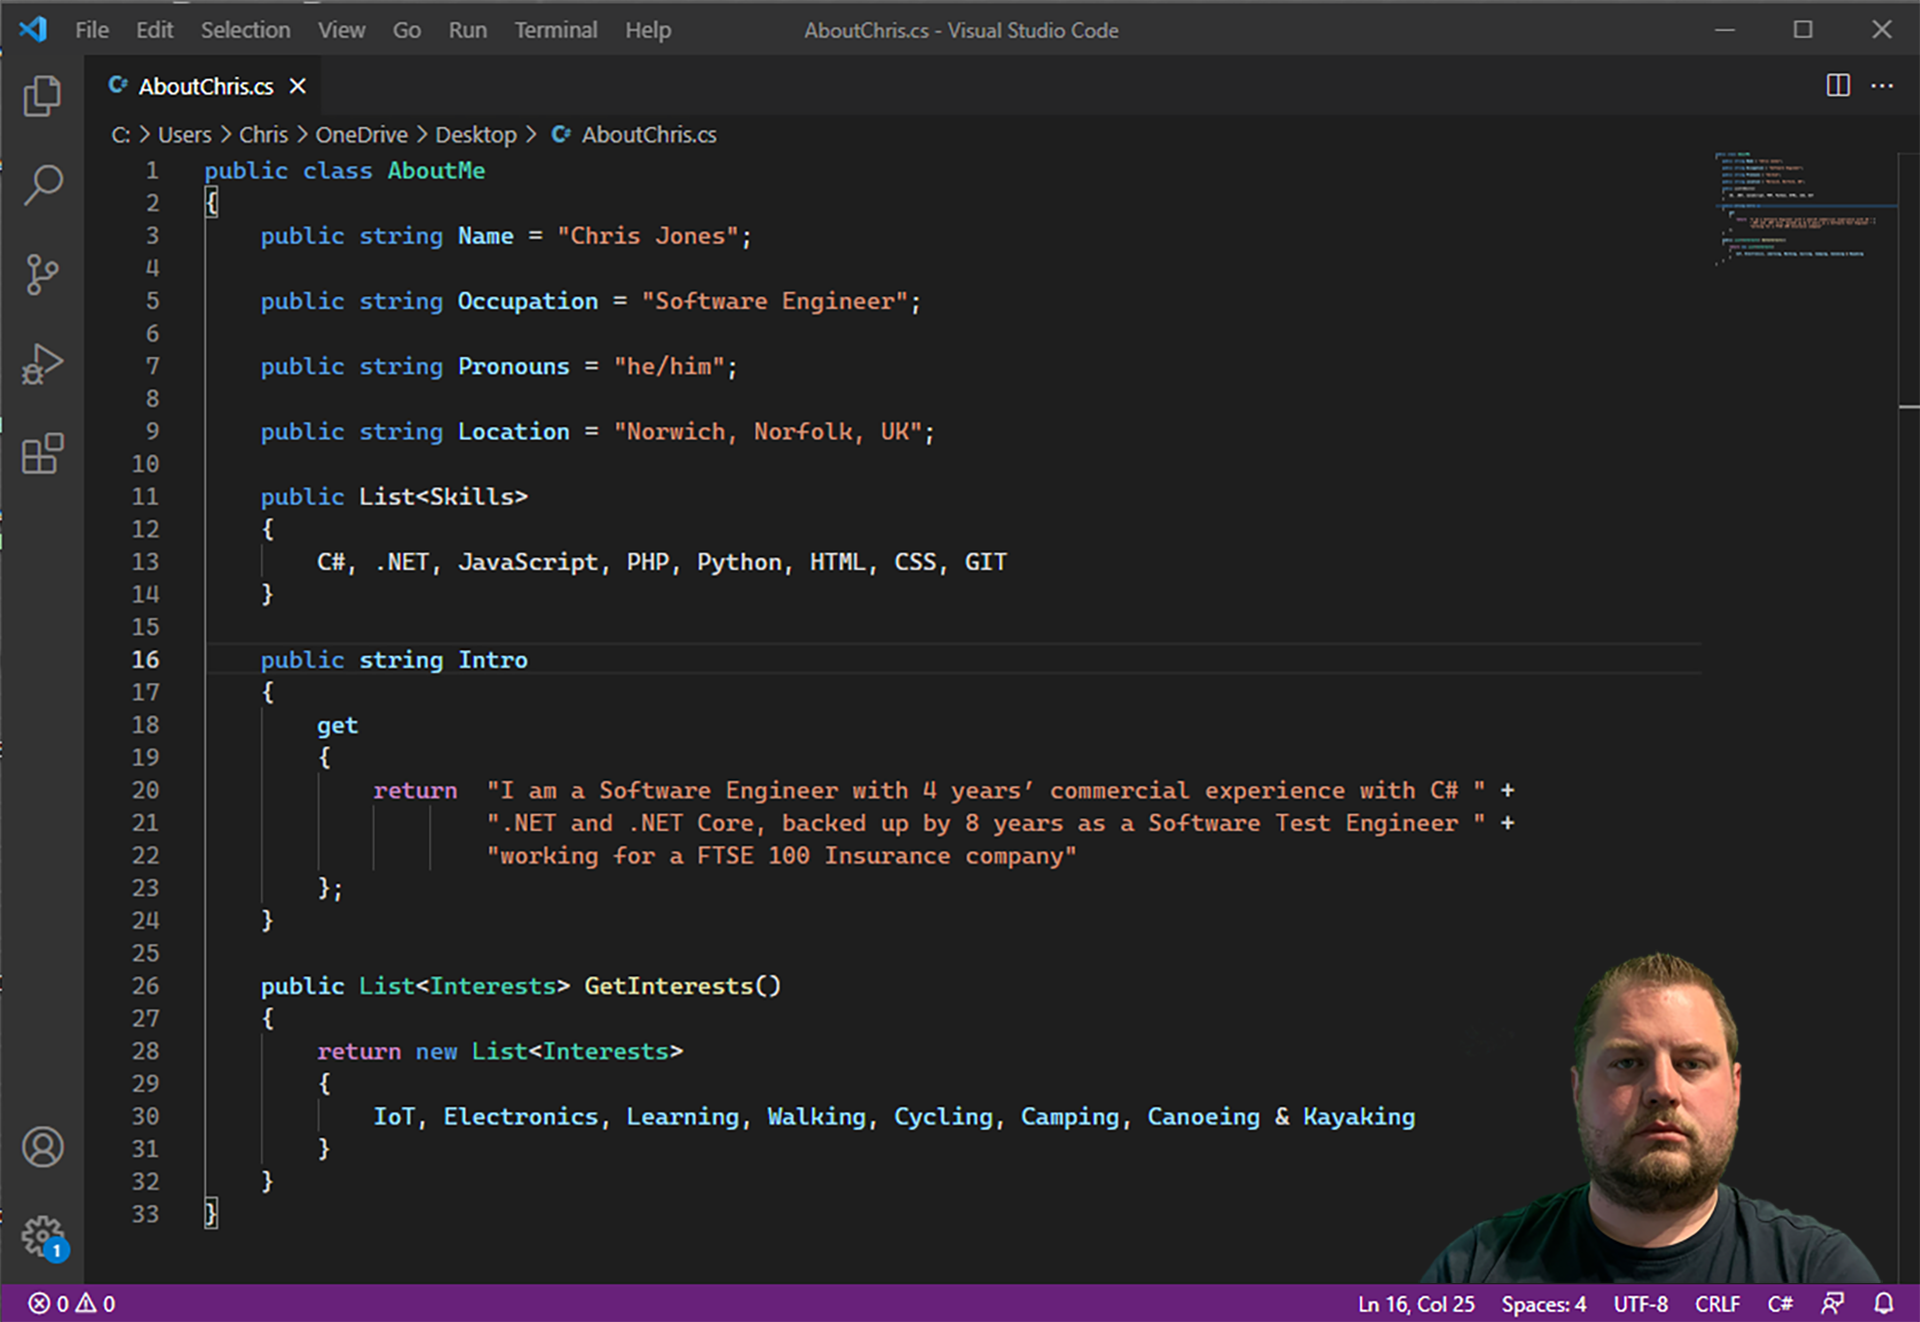 File Edit Selection View Go Run Terminal Help AboutChris.cs - Visual Studio Code
AboutChris.cs
C: > Users > Chris > OneDrive > Desktop > AboutChris.cs
1 public class AboutMe
2 {
3 public string Name = "Chris Jones";
4
5 public string Occupation = "Software Engineer";
6
7 public string Pronouns = "he/him";
8
9 public string Location = "Norwich, Norfolk, UK";
10
11 public List<Skills>
12 {
13 C#, .NET, JavaScript, PHP, Python, HTML, CSS, GIT
14 }
15
16 public string Intro
17 {
18 get
19 {
20 return "I am a Software Engineer with 4 years’ commercial experience with C# " +
21 ".NET and .NET Core, backed up by 8 years as a Software Test Engineer " +
22 "working for a FTSE 100 Insurance company"
23 };
24 }
25
26 public List<Interests> GetInterests()
27 {
28 return new List<Interests>
29 {
30 IoT, Electronics, Learning, Walking, Cycling, Camping, Canoeing & Kayaking
31 }
32 }
33 }
1
0 0 Ln 16, Col 25 Spaces: 4 UTF-8 CRLF C#